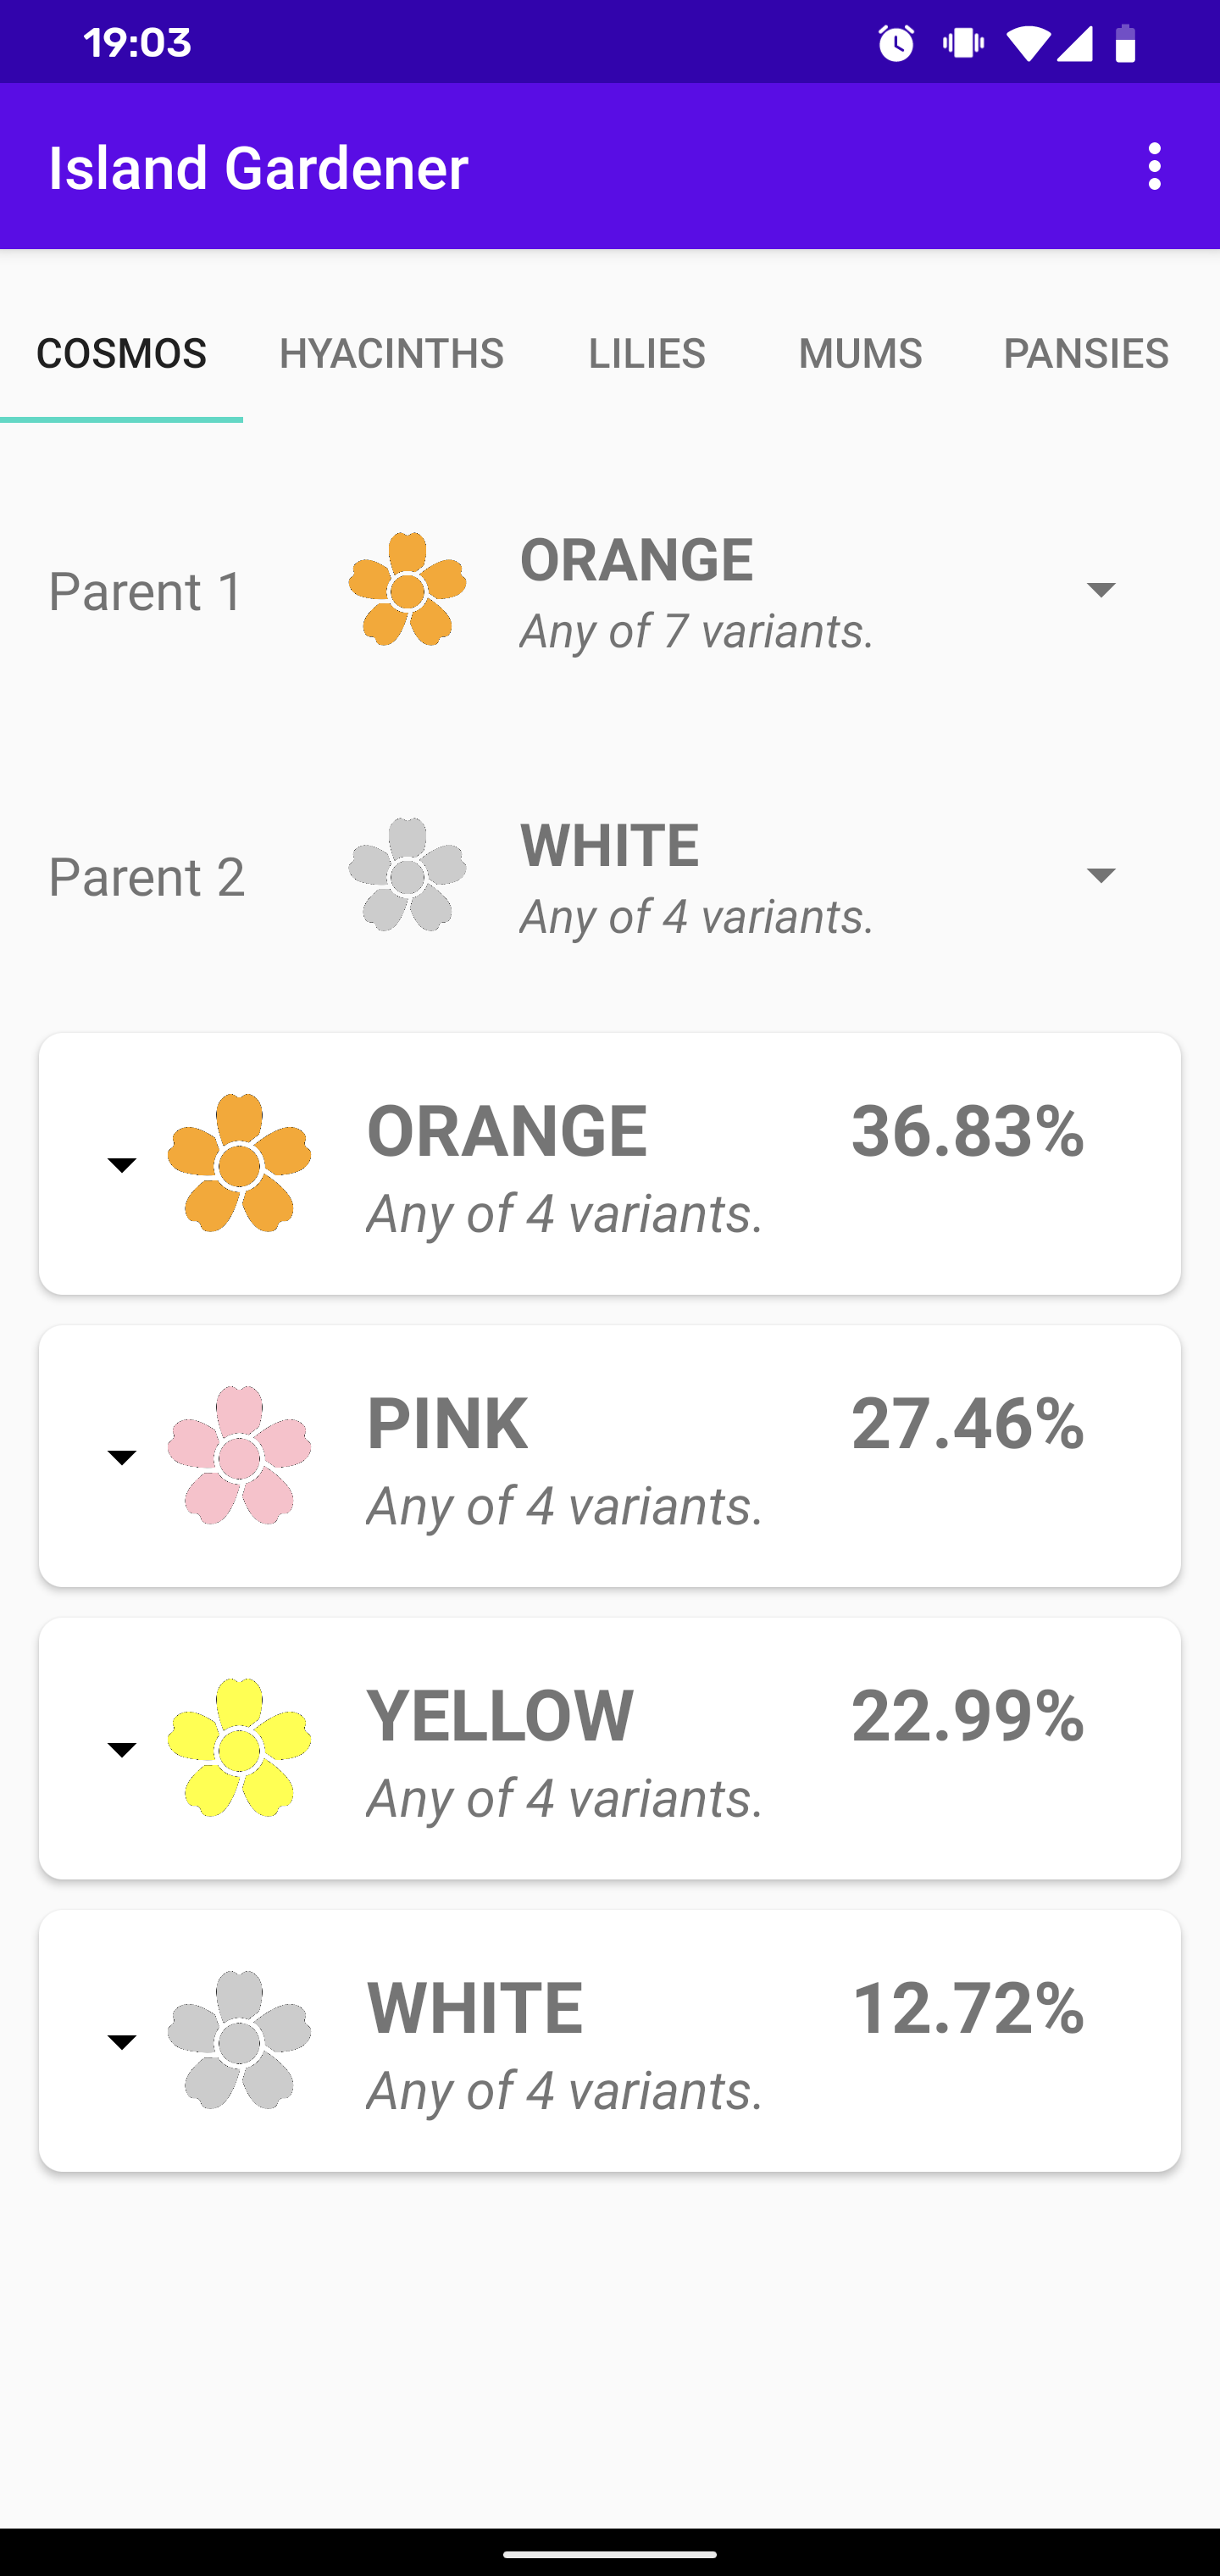 19:03
Island Gardener
COSMOS HYACINTHS LILIES MUMS PANSIES
Parent 1
ORANGE
Any of 7 variants.
Parent 2
WHITE
Any of 4 variants.
ORANGE 36.83%
Any of 4 variants.
PINK 27.46%
Any of 4 variants.
YELLOW 22.99%
Any of 4 variants.
WHITE 12.72%
Any of 4 variants.